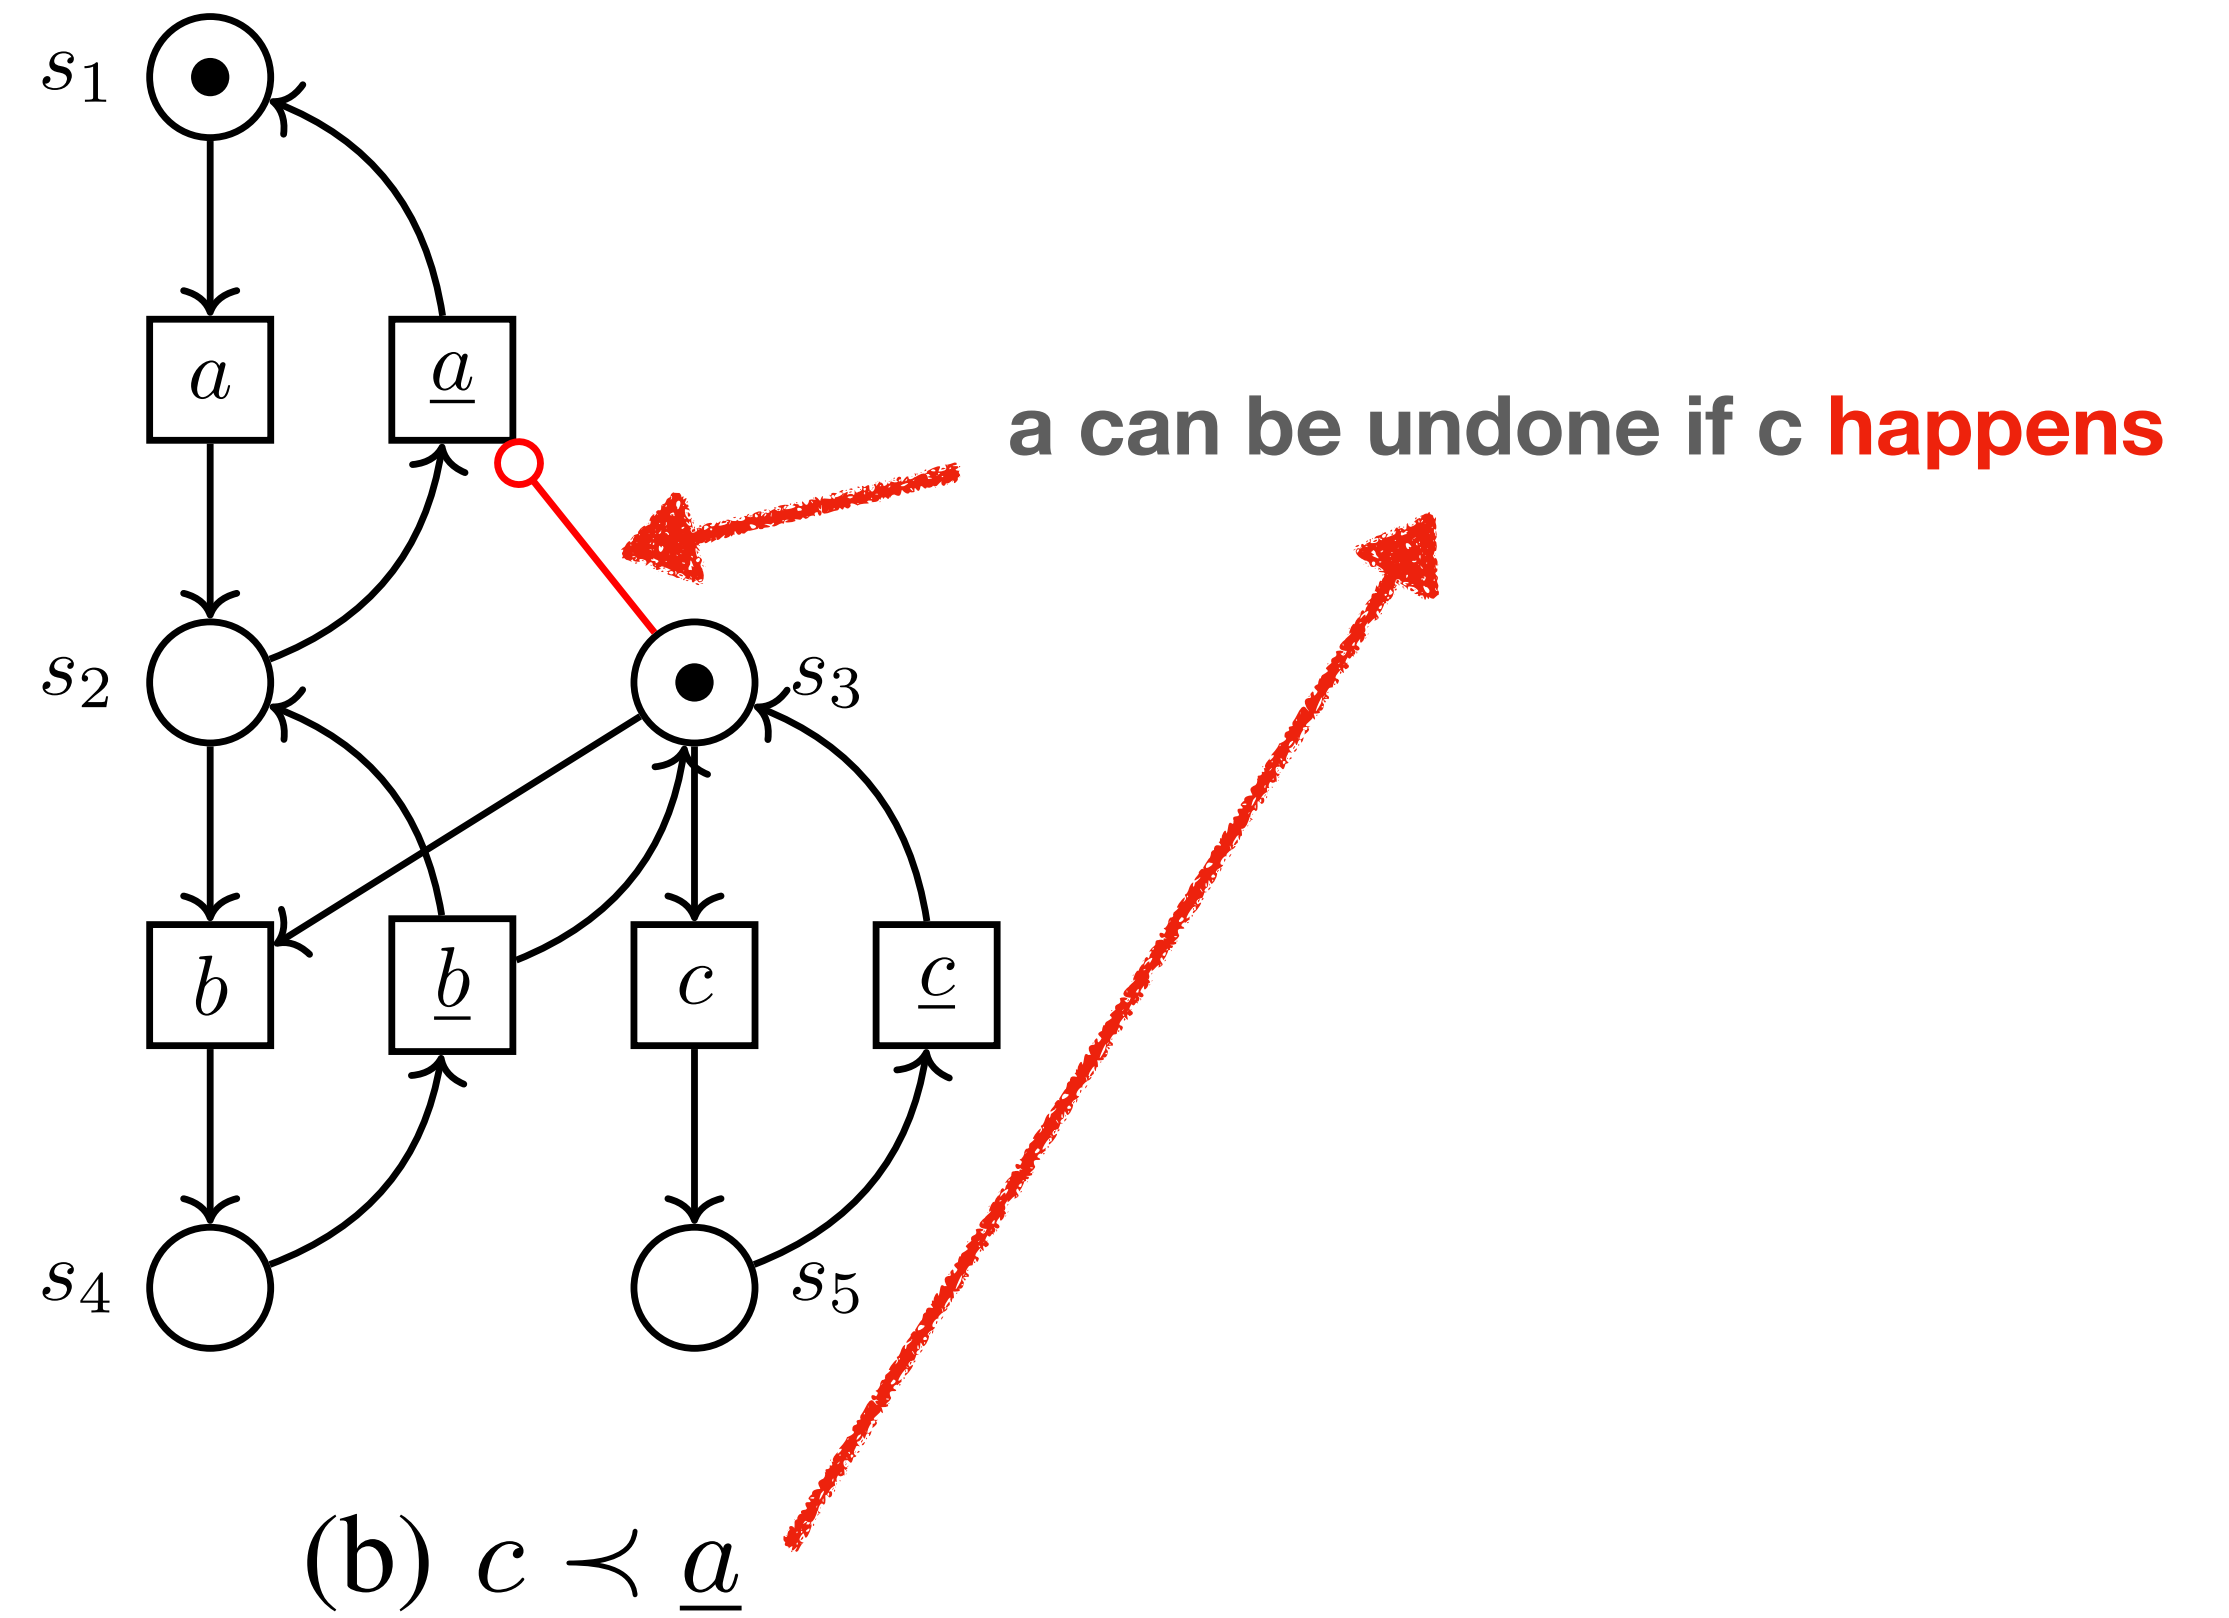 s₁
a a̲
a can be undone if c happens
s₂ s₃
b b̲ c c̲
s₄ s₅
(b) c ≺ a̲